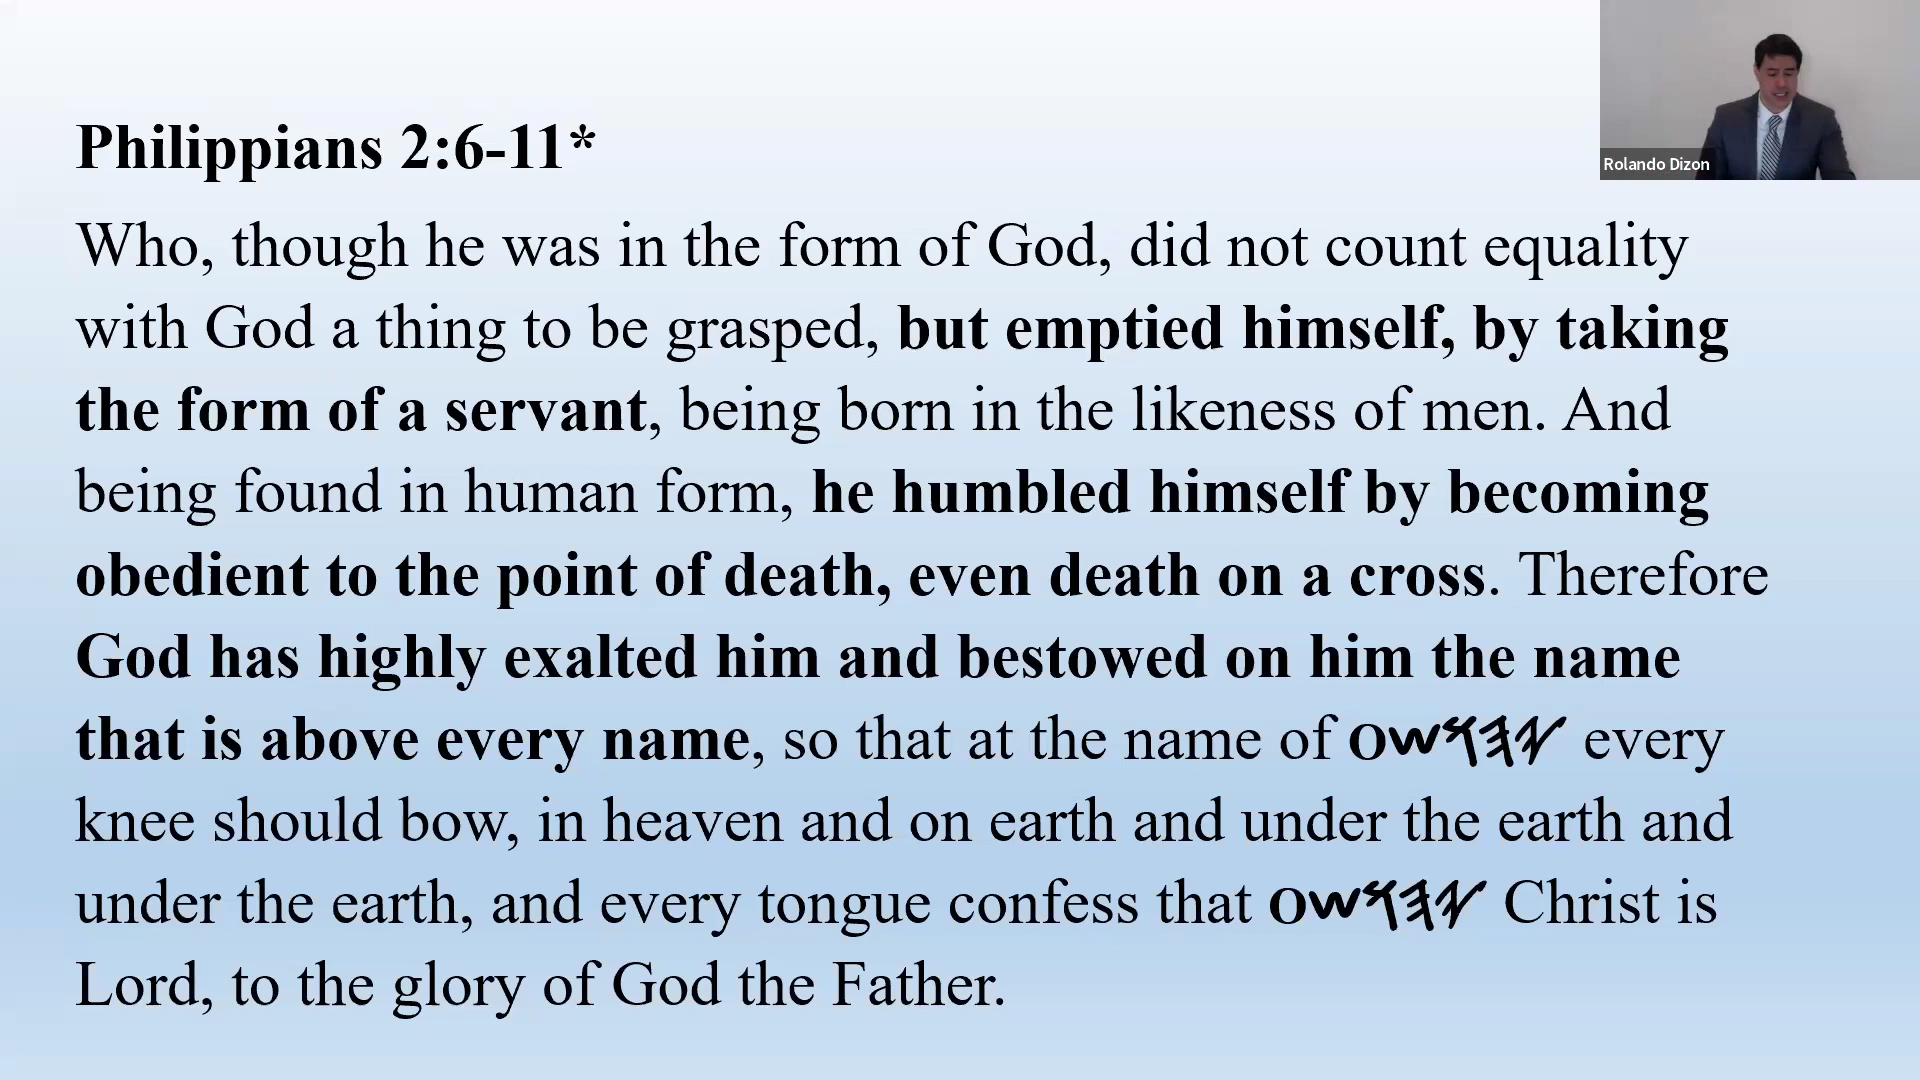 Rolando Dizon
Philippians 2:6-11*
Who, though he was in the form of God, did not count equality
with God a thing to be grasped, but emptied himself, by taking
the form of a servant, being born in the likeness of men. And
being found in human form, he humbled himself by becoming
obedient to the point of death, even death on a cross. Therefore
God has highly exalted him and bestowed on him the name
that is above every name, so that at the name of 𐤉𐤄𐤅𐤔𐤏 every
knee should bow, in heaven and on earth and under the earth and
under the earth, and every tongue confess that 𐤉𐤄𐤅𐤔𐤏 Christ is
Lord, to the glory of God the Father.